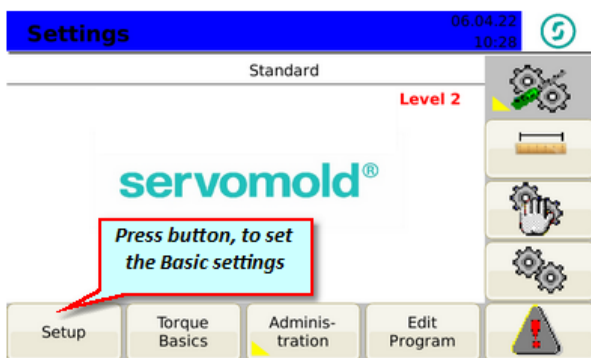 Settings
06.04.22
10:28
Standard
Level 2
servomold®
Press button, to set
the Basic settings
Setup
Torque
Basics
Adminis-
tration
Edit
Program